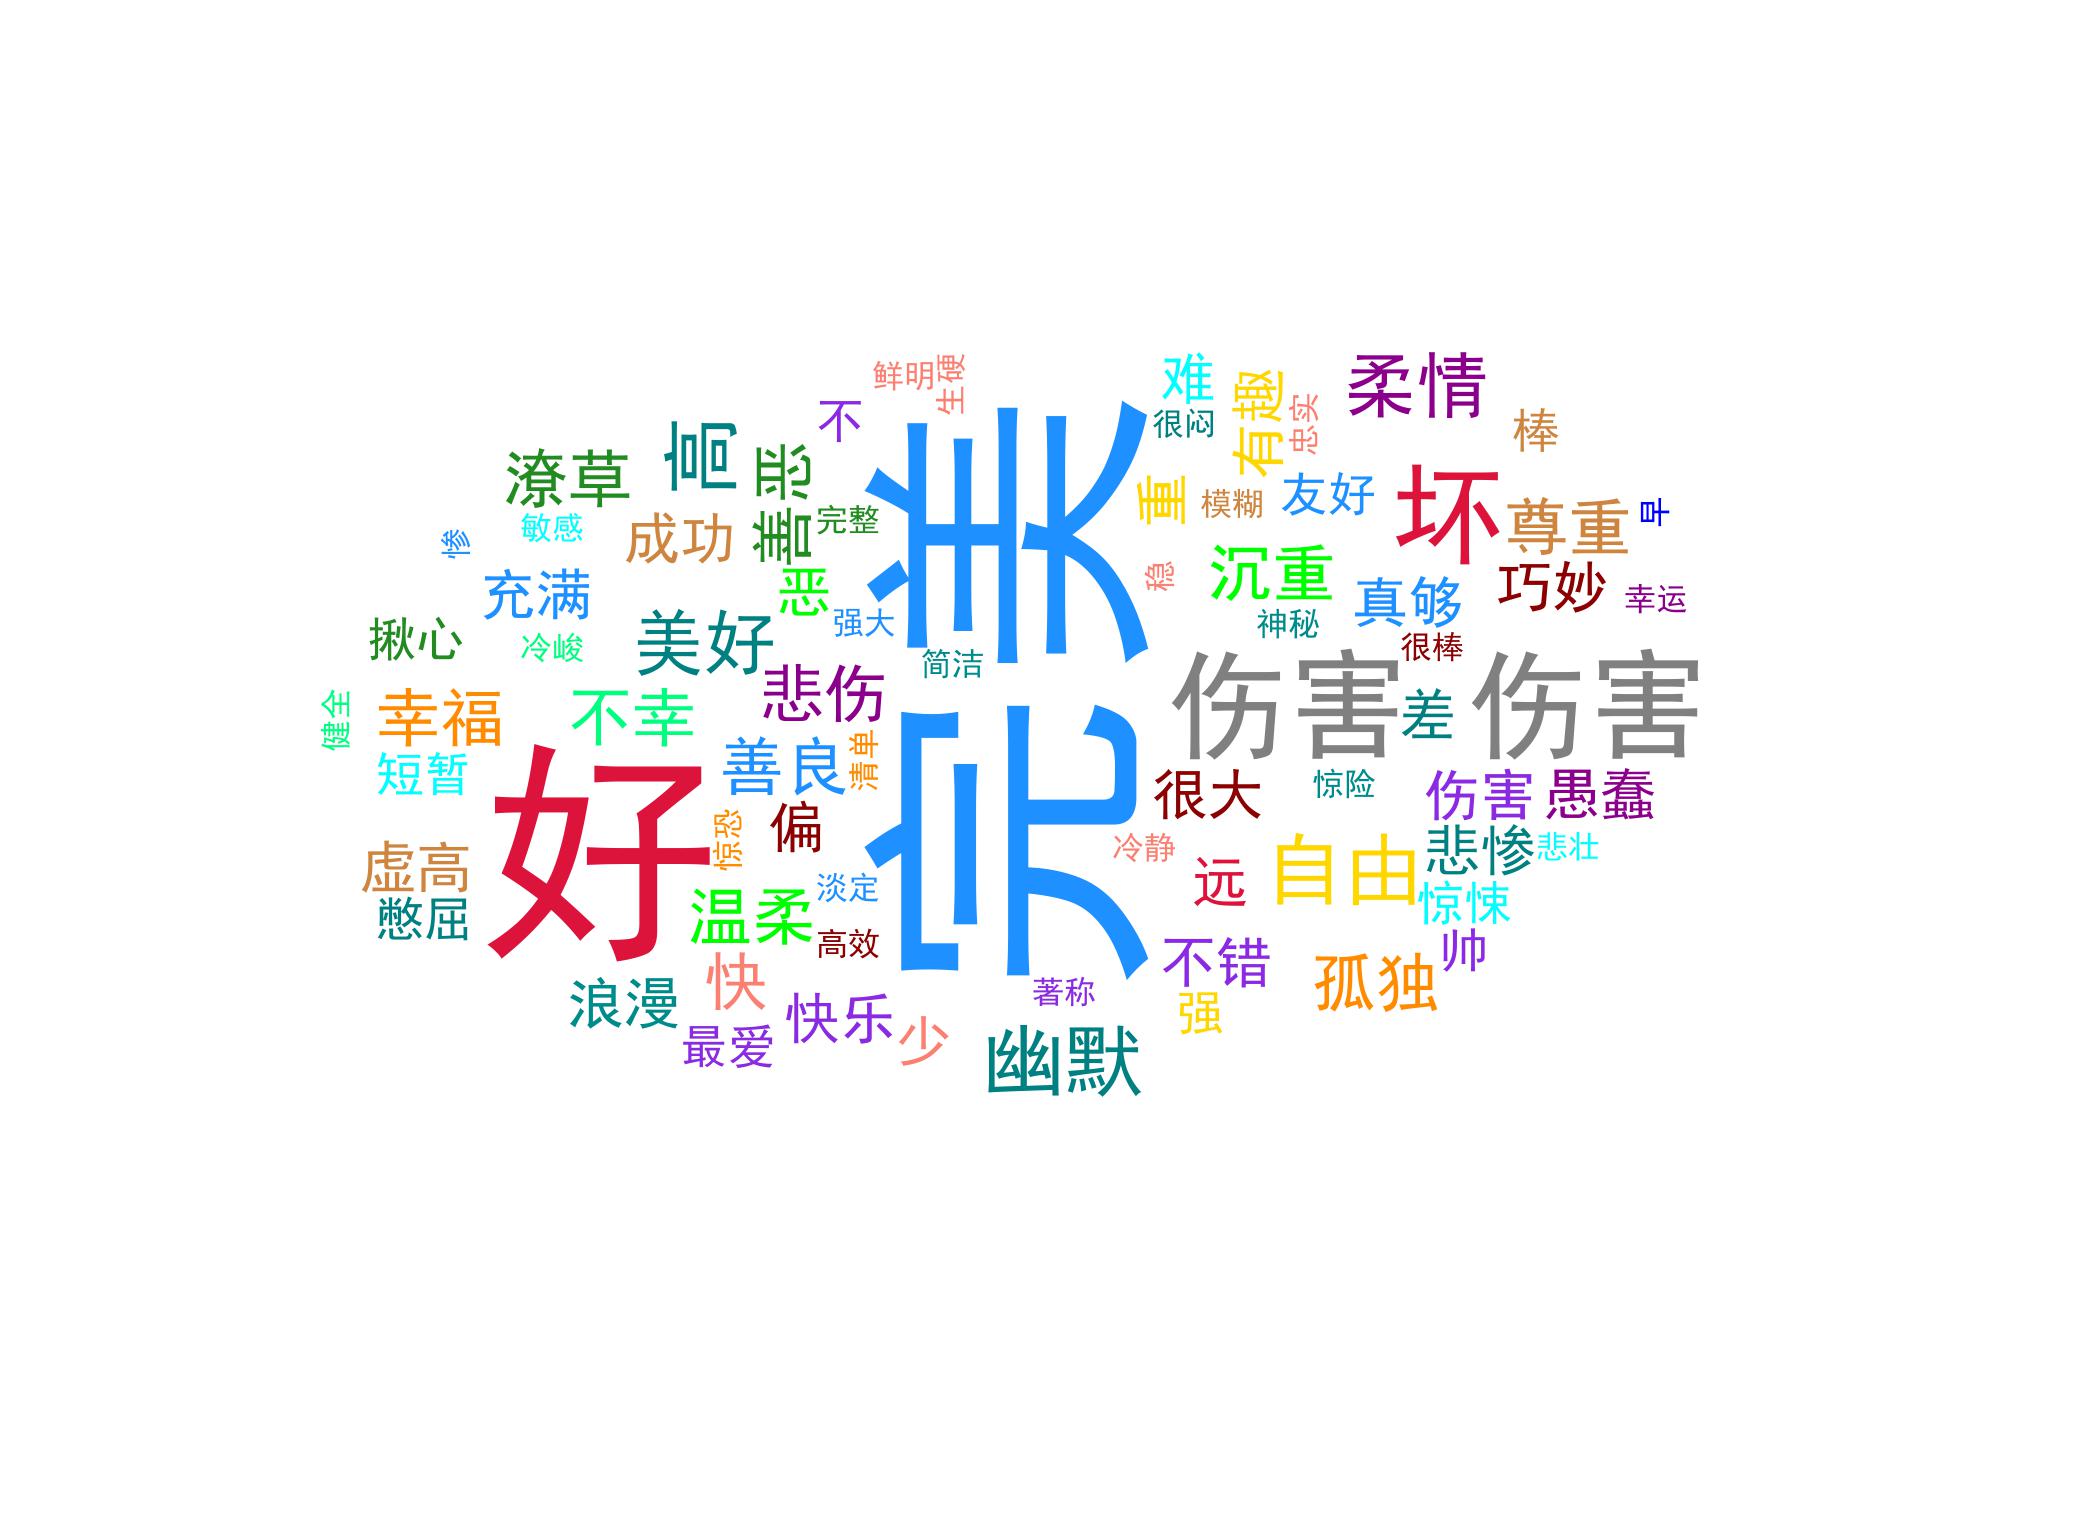 鲜明
生硬
难
有趣
柔情
不
高
很闷
忠实
棒
潦草
善恶
完美
重
模糊
友好
坏
尊重
早
惨
敏感
成功
完整
沉重
稳
充满
恶
真够
巧妙
幸运
揪心
冷峻
美好
强大
神秘
很棒
简洁
健全
幸福
不幸
悲伤
伤害
差
伤害
短暂
善良
清单
很大
惊险
伤害
愚蠢
好
惊恐
偏
冷静
远
自由
悲惨
悲壮
虚高
憋屈
温柔
淡定
高效
惊悚
帅
浪漫
快
不错
孤独
著称
强
最爱
快乐
少
幽默